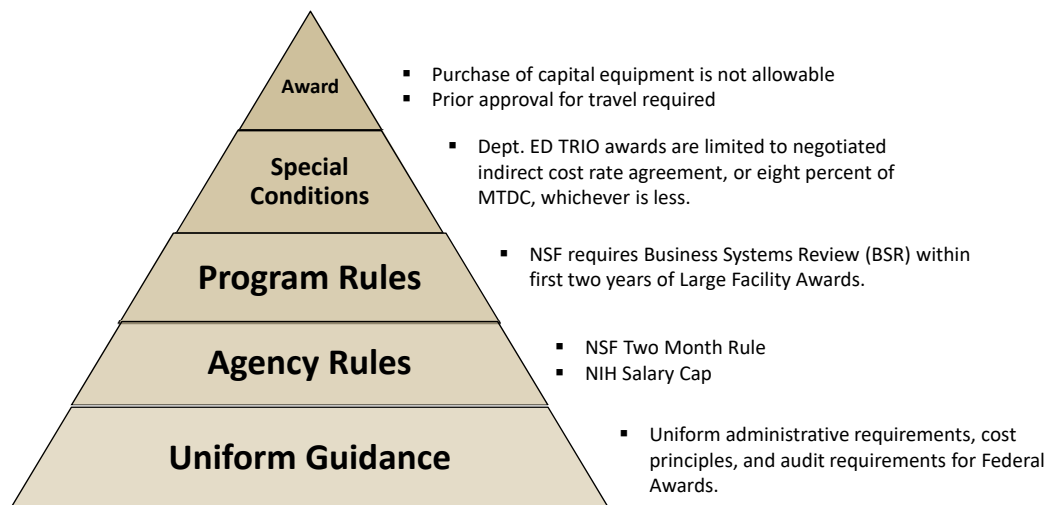 Award
▪ Purchase of capital equipment is not allowable
▪ Prior approval for travel required
Special
Conditions
▪ Dept. ED TRIO awards are limited to negotiated
indirect cost rate agreement, or eight percent of
MTDC, whichever is less.
Program Rules
▪ NSF requires Business Systems Review (BSR) within
first two years of Large Facility Awards.
Agency Rules
▪ NSF Two Month Rule
▪ NIH Salary Cap
Uniform Guidance
▪ Uniform administrative requirements, cost
principles, and audit requirements for Federal
Awards.